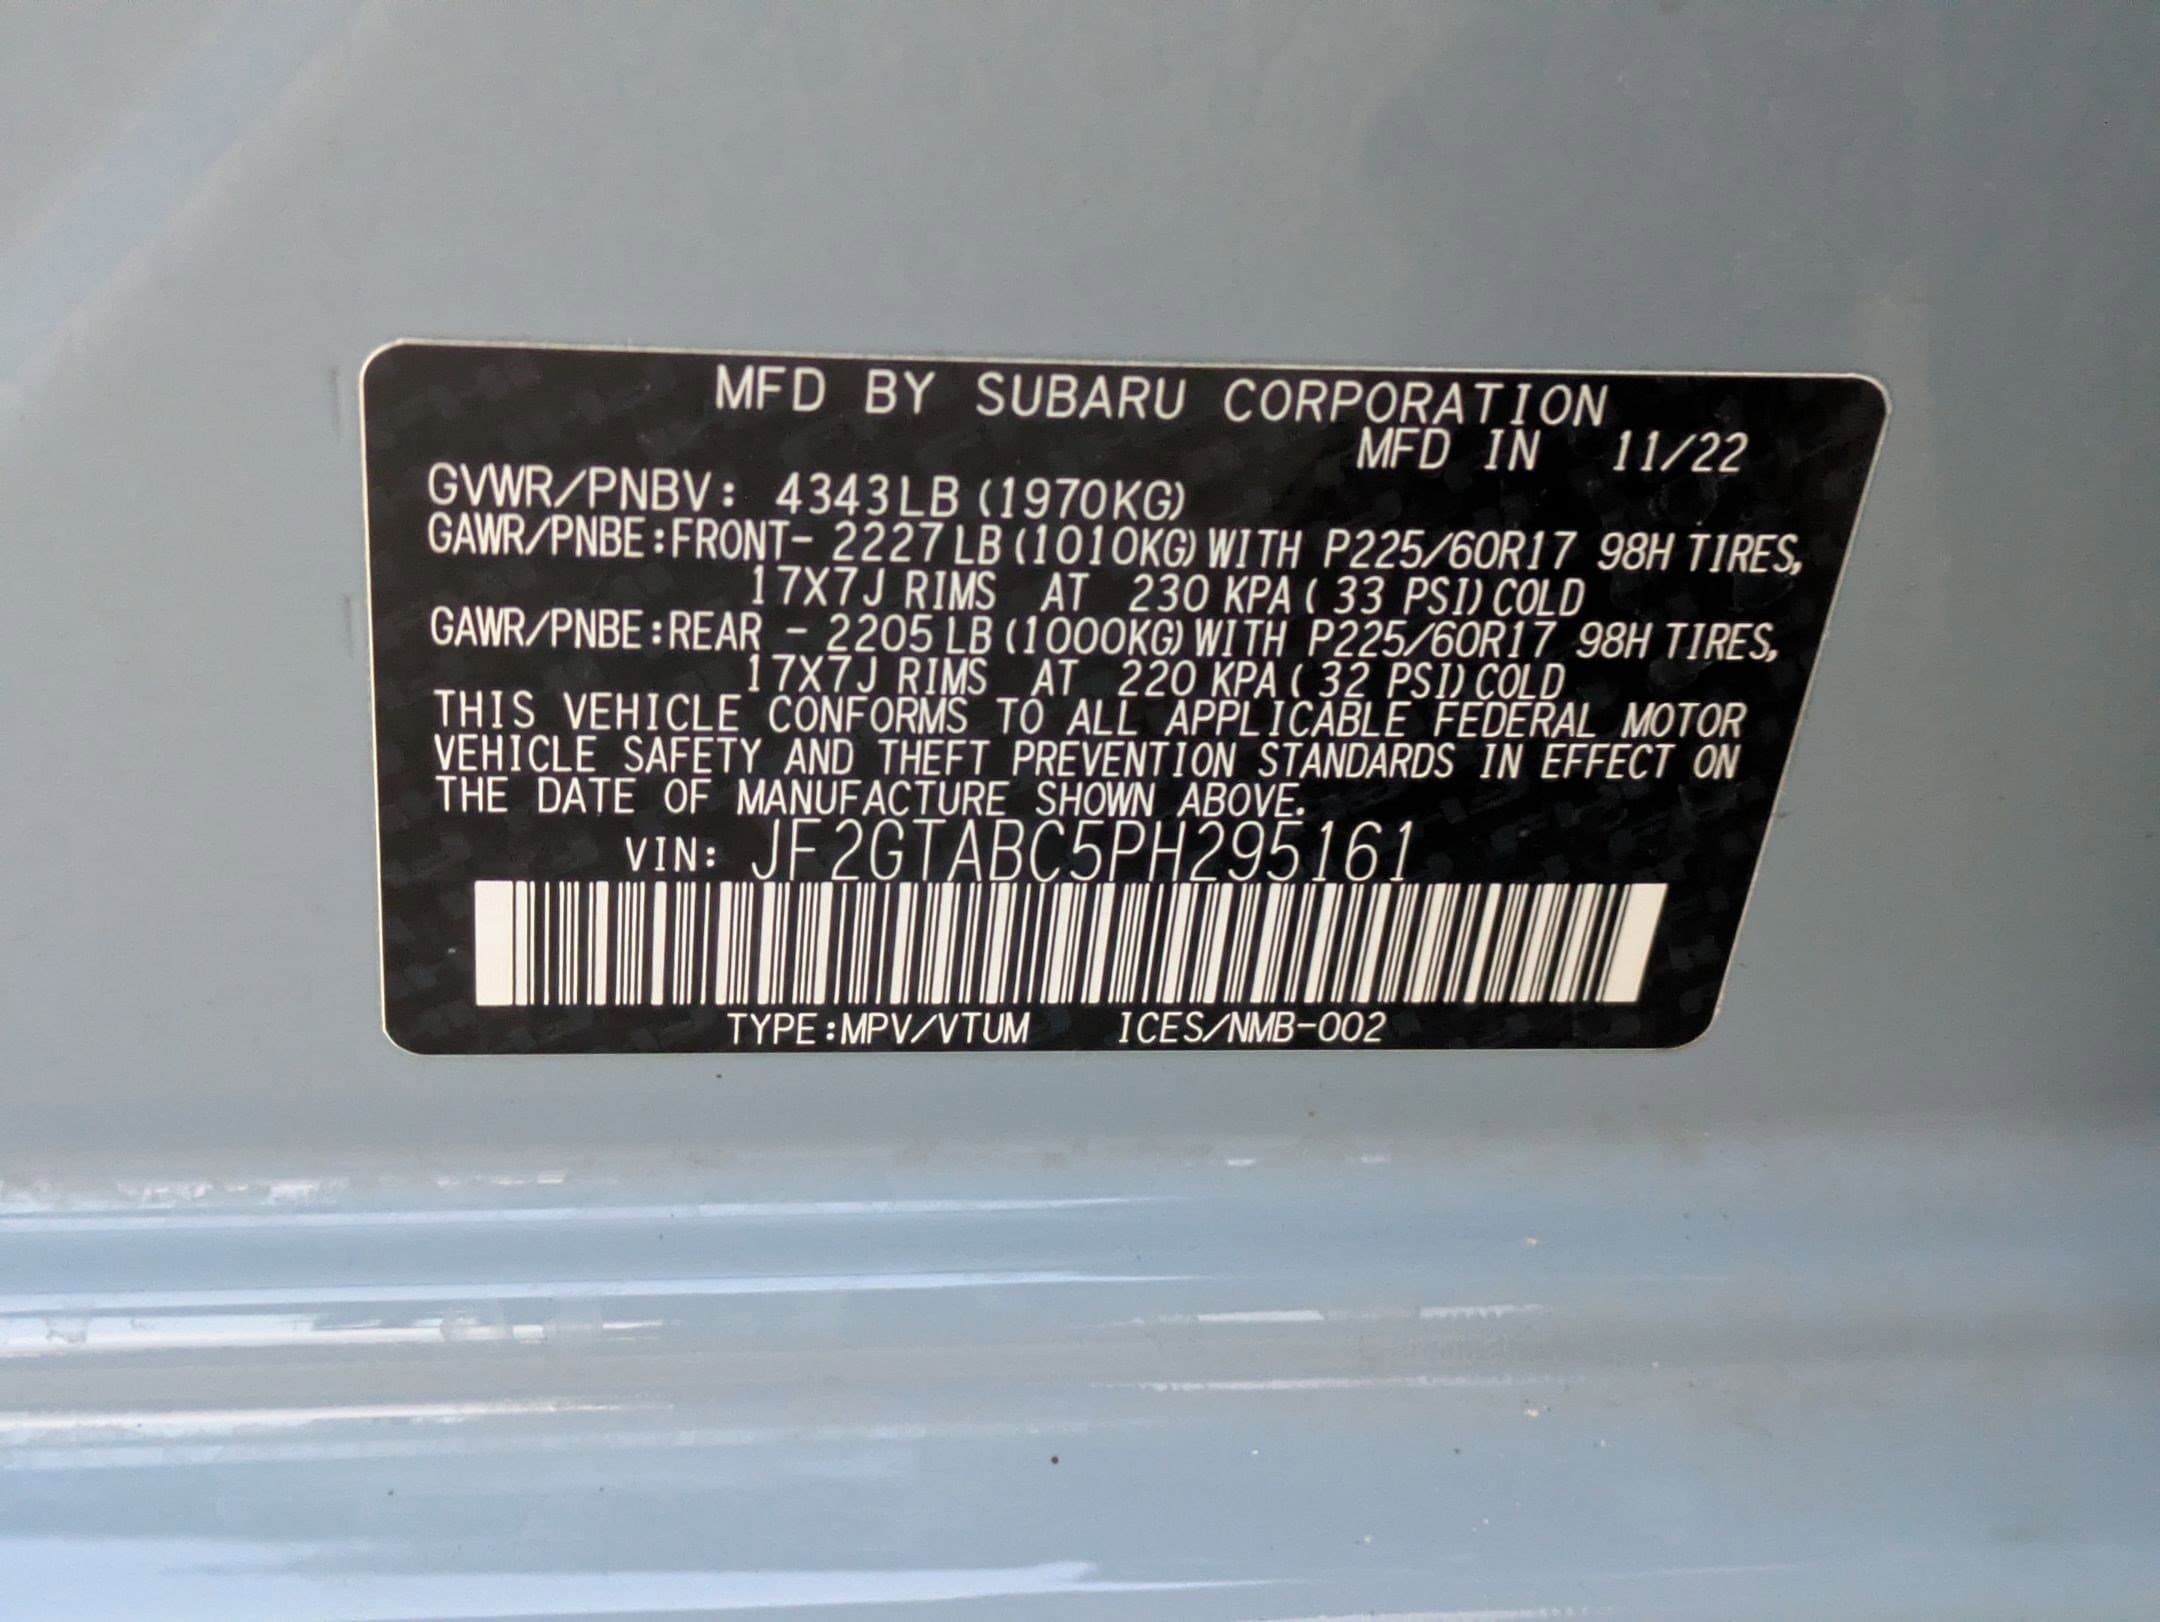 MFD BY SUBARU CORPORATION
MFD IN 11/22
GVWR/PNBV: 4343LB (1970KG)
GAWR/PNBE:FRONT- 2227LB (1010KG) WITH P225/60R17 98H TIRES,
17X7J RIMS AT 230 KPA ( 33 PSI) COLD
GAWR/PNBE:REAR - 2205LB (1000KG) WITH P225/60R17 98H TIRES,
17X7J RIMS AT 220 KPA ( 32 PSI) COLD
THIS VEHICLE CONFORMS TO ALL APPLICABLE FEDERAL MOTOR
VEHICLE SAFETY AND THEFT PREVENTION STANDARDS IN EFFECT ON
THE DATE OF MANUFACTURE SHOWN ABOVE.
VIN: JF2GTABC5PH295161
TYPE:MPV/VTUM ICES/NMB-002